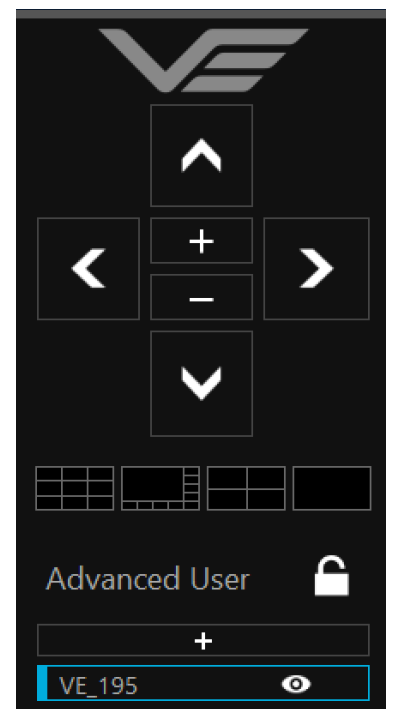 VE
+
−
Advanced User
+
VE_195